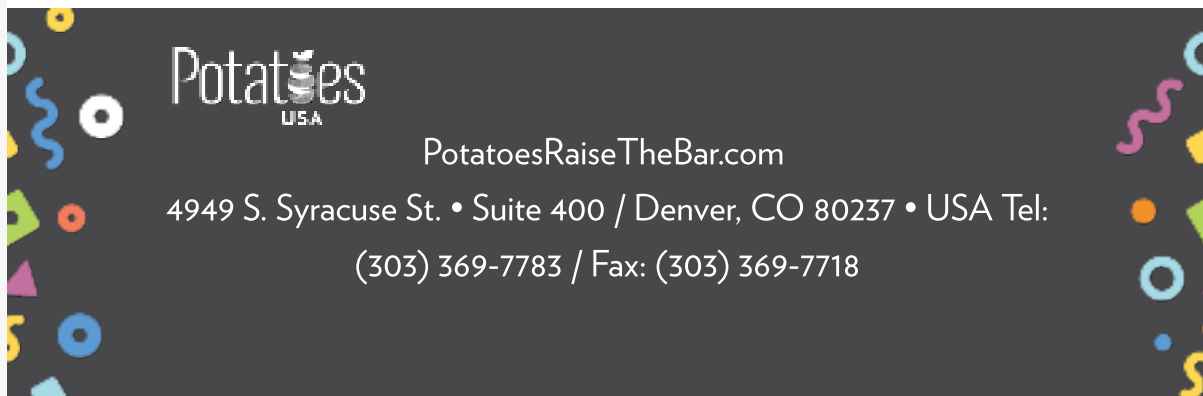 Potatoes
USA
PotatoesRaiseTheBar.com
4949 S. Syracuse St. • Suite 400 / Denver, CO 80237 • USA Tel:
(303) 369-7783 / Fax: (303) 369-7718